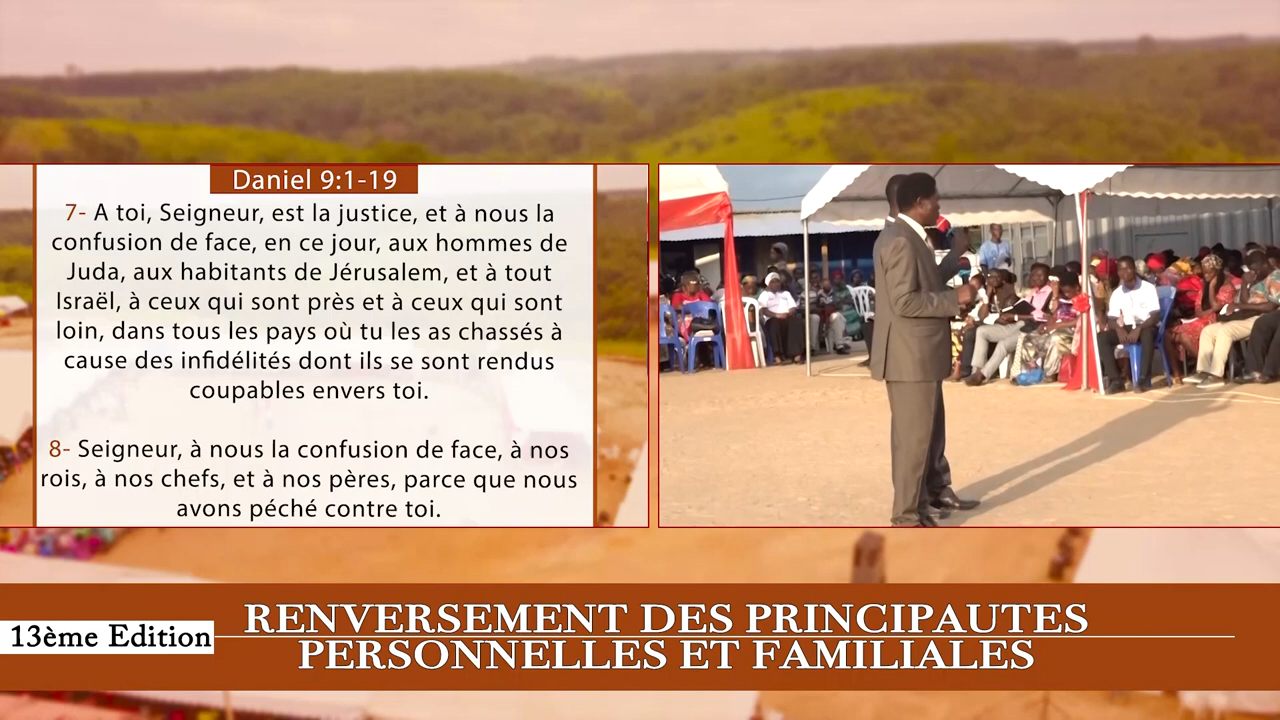 Daniel 9:1-19
7- A toi, Seigneur, est la justice, et à nous la
confusion de face, en ce jour, aux hommes de
Juda, aux habitants de Jérusalem, et à tout
Israël, à ceux qui sont près et à ceux qui sont
loin, dans tous les pays où tu les as chassés à
cause des infidélités dont ils se sont rendus
coupables envers toi.
8- Seigneur, à nous la confusion de face, à nos
rois, à nos chefs, et à nos pères, parce que nous
avons péché contre toi.
13ème Edition
RENVERSEMENT DES PRINCIPAUTES
PERSONNELLES ET FAMILIALES